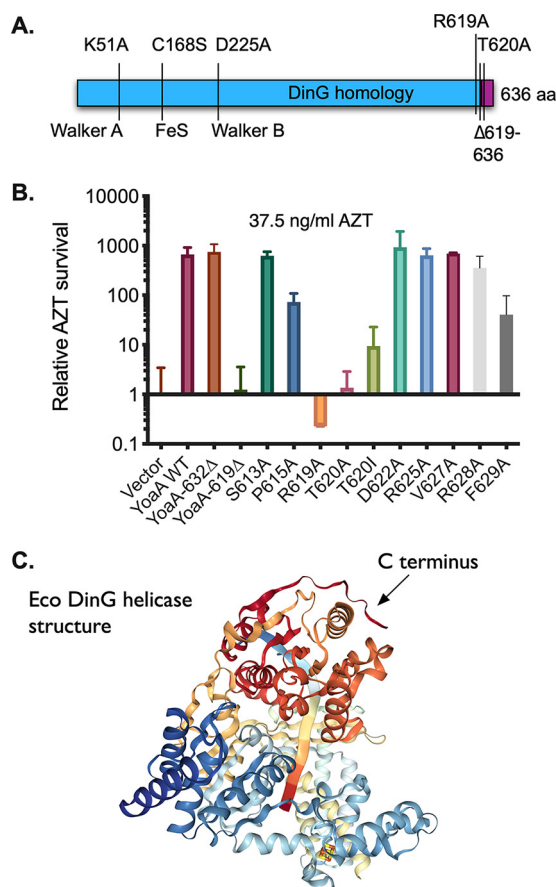 A.
R619A
K51A C168S D225A T620A
DinG homology
636 aa
Walker A FeS Walker B Δ619-
636
B.
37.5 ng/ml AZT
Relative AZT survival
10000
1000
100
10
1
0.1
Vector
YoaA WT
YoaA-632Δ
YoaA-619Δ
S613A
P615A
R619A
T620A
T620I
D622A
R625A
V627A
R628A
F629A
C.
C terminus
Eco DinG helicase
structure